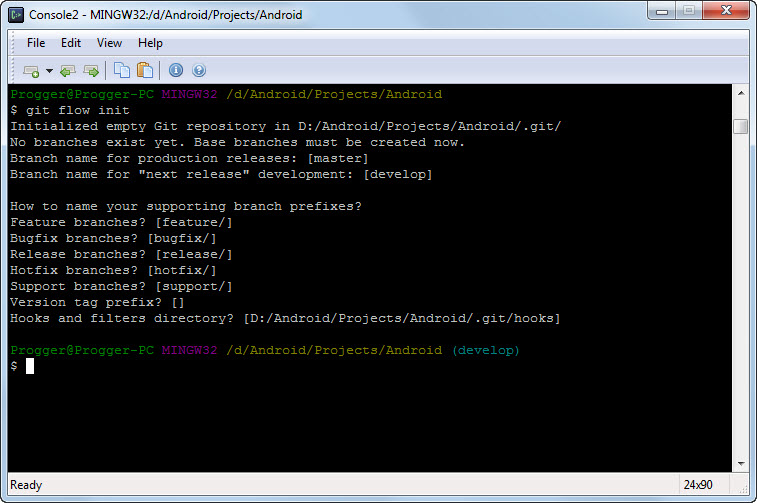 Console2 - MINGW32:/d/Android/Projects/Android
File Edit View Help
Progger@Progger-PC MINGW32 /d/Android/Projects/Android
$ git flow init
Initialized empty Git repository in D:/Android/Projects/Android/.git/
No branches exist yet. Base branches must be created now.
Branch name for production releases: [master]
Branch name for "next release" development: [develop]
How to name your supporting branch prefixes?
Feature branches? [feature/]
Bugfix branches? [bugfix/]
Release branches? [release/]
Hotfix branches? [hotfix/]
Support branches? [support/]
Version tag prefix? []
Hooks and filters directory? [D:/Android/Projects/Android/.git/hooks]
Progger@Progger-PC MINGW32 /d/Android/Projects/Android (develop)
$
Ready 24x90